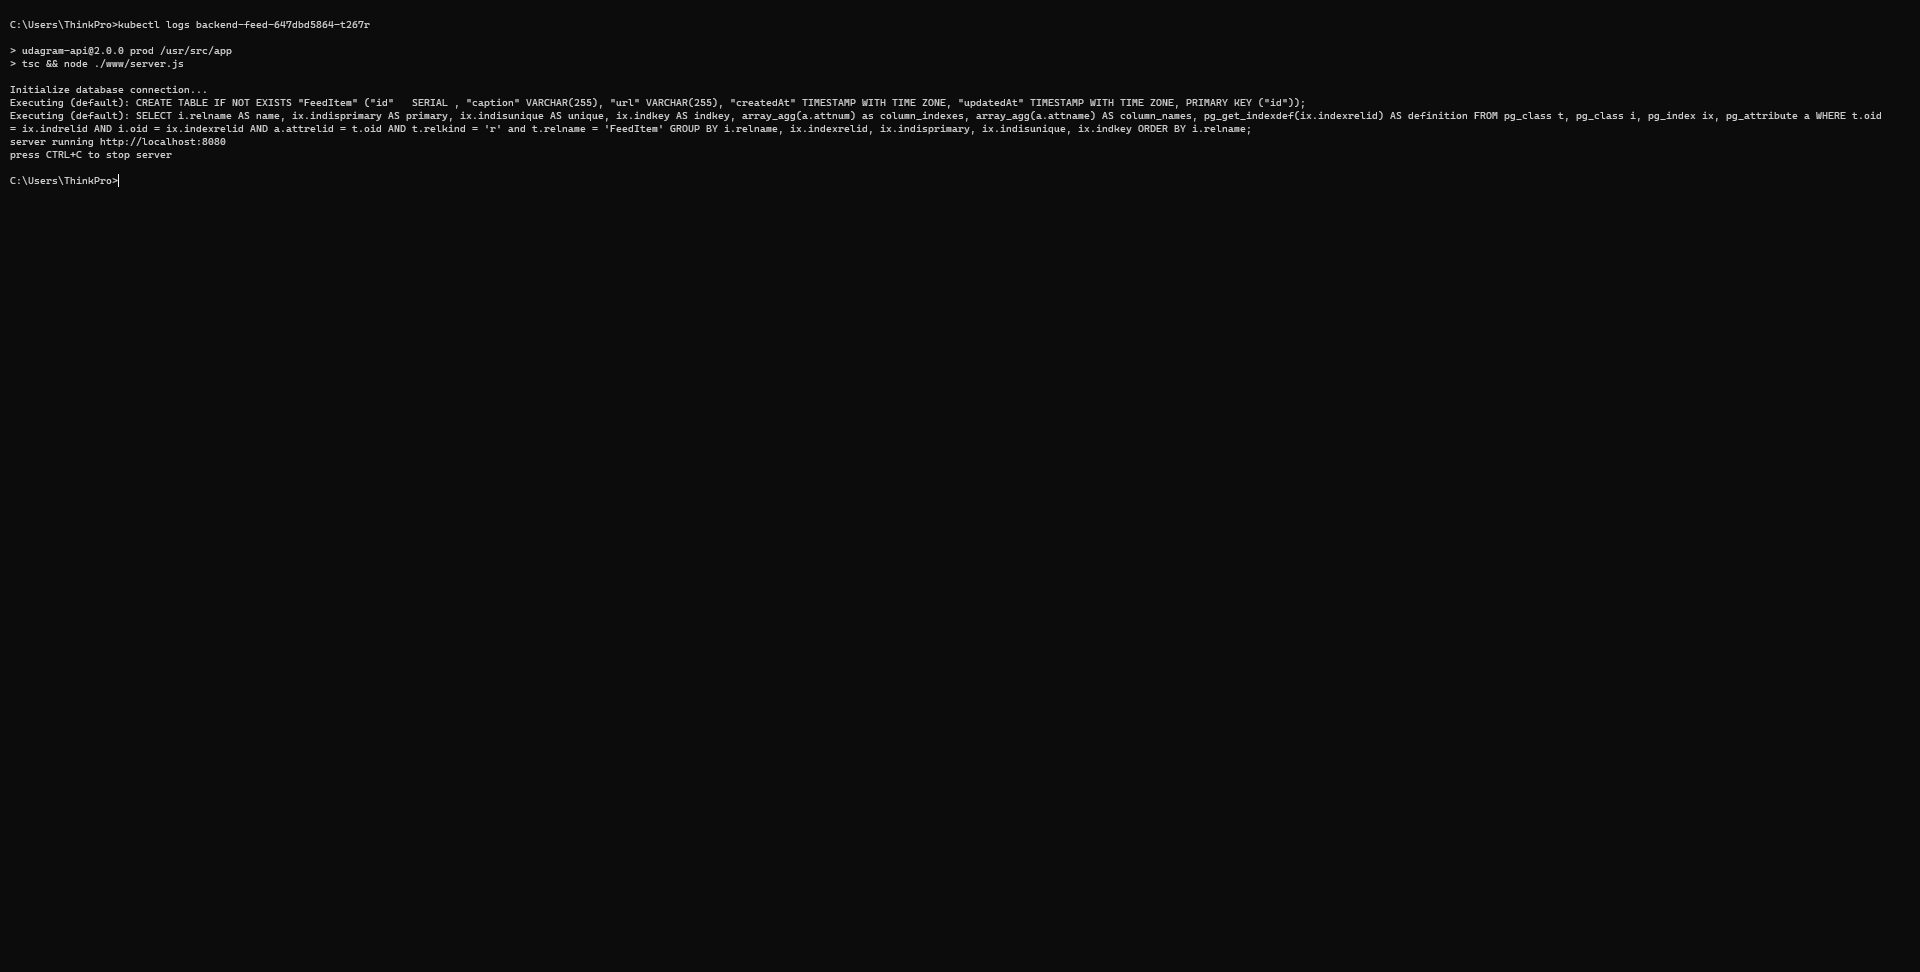 C:\Users\ThinkPro>kubectl logs backend-feed-647dbd5864-t267r
> udagram-api@2.0.0 prod /usr/src/app
> tsc && node ./www/server.js
Initialize database connection...
Executing (default): CREATE TABLE IF NOT EXISTS "FeedItem" ("id"   SERIAL , "caption" VARCHAR(255), "url" VARCHAR(255), "createdAt" TIMESTAMP WITH TIME ZONE, "updatedAt" TIMESTAMP WITH TIME ZONE, PRIMARY KEY ("id"));
Executing (default): SELECT i.relname AS name, ix.indisprimary AS primary, ix.indisunique AS unique, ix.indkey AS indkey, array_agg(a.attnum) as column_indexes, array_agg(a.attname) AS column_names, pg_get_indexdef(ix.indexrelid) AS definition FROM pg_class t, pg_class i, pg_index ix, pg_attribute a WHERE t.oid
= ix.indrelid AND i.oid = ix.indexrelid AND a.attrelid = t.oid AND t.relkind = 'r' and t.relname = 'FeedItem' GROUP BY i.relname, ix.indexrelid, ix.indisprimary, ix.indisunique, ix.indkey ORDER BY i.relname;
server running http://localhost:8080
press CTRL+C to stop server
C:\Users\ThinkPro>